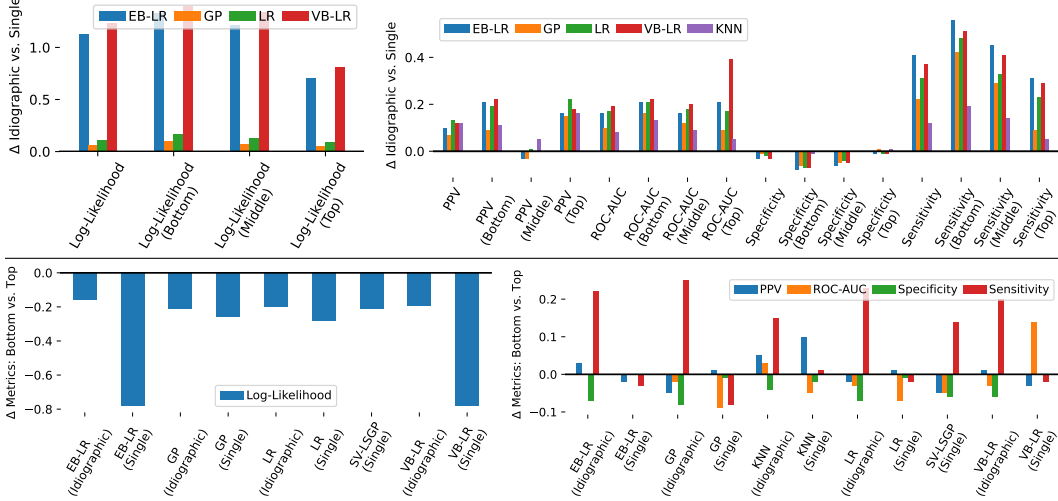 Δ Idiographic vs. Single
1.0
0.5
0.0
EB-LR GP LR VB-LR
Log-Likelihood
Log-Likelihood
(Bottom)
Log-Likelihood
(Middle)
Log-Likelihood
(Top)
Δ Idiographic vs. Single
0.4
0.2
0.0
EB-LR GP LR VB-LR KNN
PPV
PPV
(Bottom)
PPV
(Middle)
PPV
(Top)
ROC-AUC
ROC-AUC
(Bottom)
ROC-AUC
(Middle)
ROC-AUC
(Top)
Specificity
Specificity
(Bottom)
Specificity
(Middle)
Specificity
(Top)
Sensitivity
Sensitivity
(Bottom)
Sensitivity
(Middle)
Sensitivity
(Top)
Δ Metrics: Bottom vs. Top
0.0
−0.2
−0.4
−0.6
−0.8
Log-Likelihood
EB-LR
(Idiographic)
EB-LR
(Single)
GP
(Idiographic)
GP
(Single)
LR
(Idiographic)
LR
(Single)
SV-LSGP
(Single)
VB-LR
(Idiographic)
VB-LR
(Single)
Δ Metrics: Bottom vs. Top
0.2
0.1
0.0
−0.1
PPV ROC-AUC Specificity Sensitivity
EB-LR
(Idiographic)
EB-LR
(Single)
GP
(Idiographic)
GP
(Single)
KNN
(Idiographic)
KNN
(Single)
LR
(Idiographic)
LR
(Single)
SV-LSGP
(Single)
VB-LR
(Idiographic)
VB-LR
(Single)